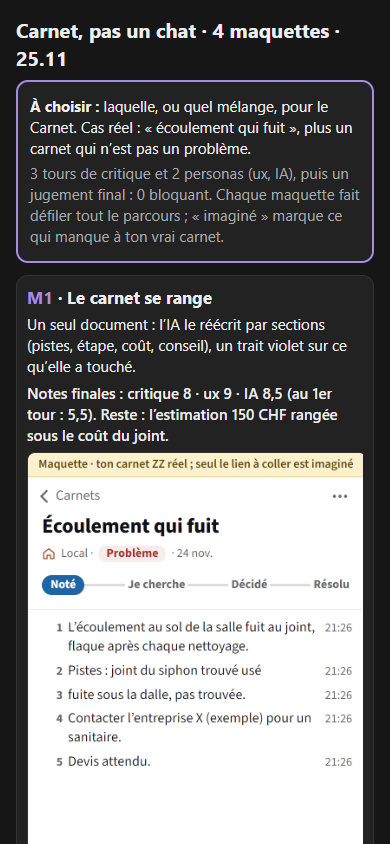 Carnet, pas un chat · 4 maquettes ·
25.11
À choisir : laquelle, ou quel mélange, pour le
Carnet. Cas réel : « écoulement qui fuit », plus un
carnet qui n’est pas un problème.
3 tours de critique et 2 personas (ux, IA), puis un
jugement final : 0 bloquant. Chaque maquette fait
défiler tout le parcours ; « imaginé » marque ce
qui manque à ton vrai carnet.
M1 · Le carnet se range
Un seul document : l’IA le réécrit par sections
(pistes, étape, coût, conseil), un trait violet sur ce
qu’elle a touché.
Notes finales : critique 8 · ux 9 · IA 8,5 (au 1er
tour : 5,5). Reste : l’estimation 150 CHF rangée
sous le coût du joint.
Maquette · ton carnet ZZ réel ; seul le lien à coller est imaginé
Carnets
Écoulement qui fuit
Local · Problème · 24 nov.
Noté Je cherche Décidé Résolu
1 L’écoulement au sol de la salle fuit au joint, 21:26
flaque après chaque nettoyage.
2 Pistes : joint du siphon trouvé usé 21:26
3 fuite sous la dalle, pas trouvée. 21:26
4 Contacter l’entreprise X (exemple) pour un 21:26
sanitaire.
5 Devis attendu. 21:26